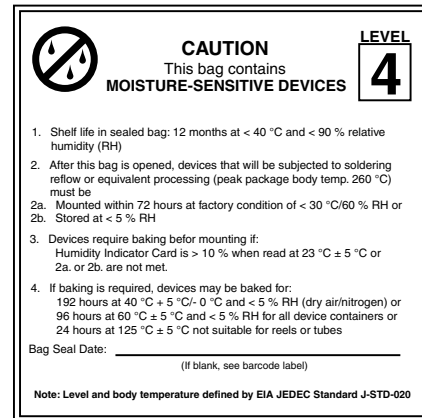 LEVEL
CAUTION
4
This bag contains
MOISTURE-SENSITIVE DEVICES
1. Shelf life in sealed bag: 12 months at < 40 °C and < 90 % relative
humidity (RH)
2. After this bag is opened, devices that will be subjected to soldering
reflow or equivalent processing (peak package body temp. 260 °C)
must be
2a. Mounted within 72 hours at factory condition of < 30 °C/60 % RH or
2b. Stored at < 5 % RH
3. Devices require baking befor mounting if:
Humidity Indicator Card is > 10 % when read at 23 °C ± 5 °C or
2a. or 2b. are not met.
4. If baking is required, devices may be baked for:
192 hours at 40 °C + 5 °C/- 0 °C and < 5 % RH (dry air/nitrogen) or
96 hours at 60 °C ± 5 °C and < 5 % RH for all device containers or
24 hours at 125 °C ± 5 °C not suitable for reels or tubes
Bag Seal Date:
(If blank, see barcode label)
Note: Level and body temperature defined by EIA JEDEC Standard J-STD-020